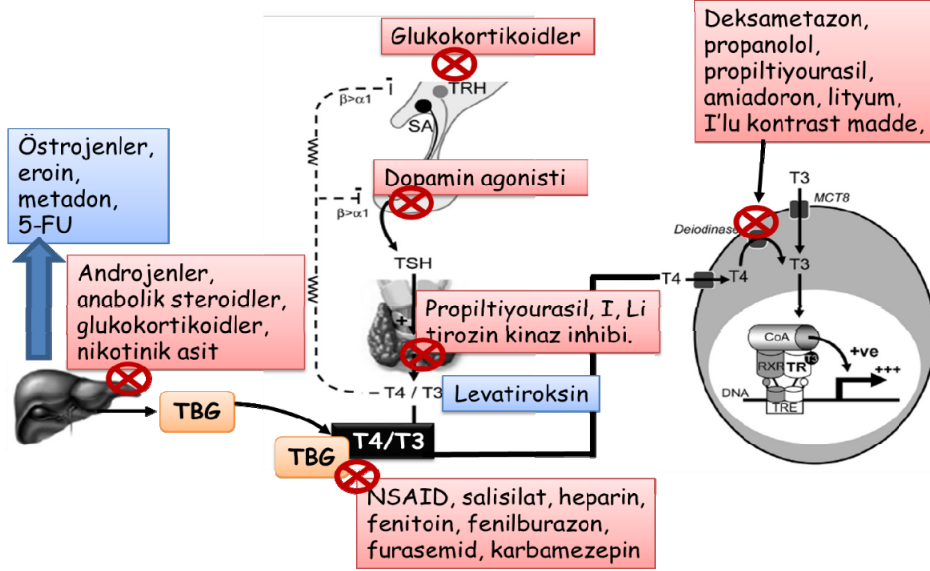 Glukokortikoidler
TRH
β>α1
SA
Dopamin agonisti
β>α1
TSH
+
Propiltiyourasil, I, Li
tirozin kinaz inhibi.
T4 / T3
Levatiroksin
Östrojenler,
eroin,
metadon,
5-FU
Androjenler,
anabolik steroidler,
glukokortikoidler,
nikotinik asit
TBG
TBG
T4/T3
NSAID, salisilat, heparin,
fenitoin, fenilburazon,
furasemid, karbamezepin
Deksametazon,
propanolol,
propiltiyourasil,
amiadoron, lityum,
I'lu kontrast madde,
T3
MCT8
Deiodinase
T4
T4
T3
CoA
+ve
RXR
TR
T3
+++
DNA
TRE